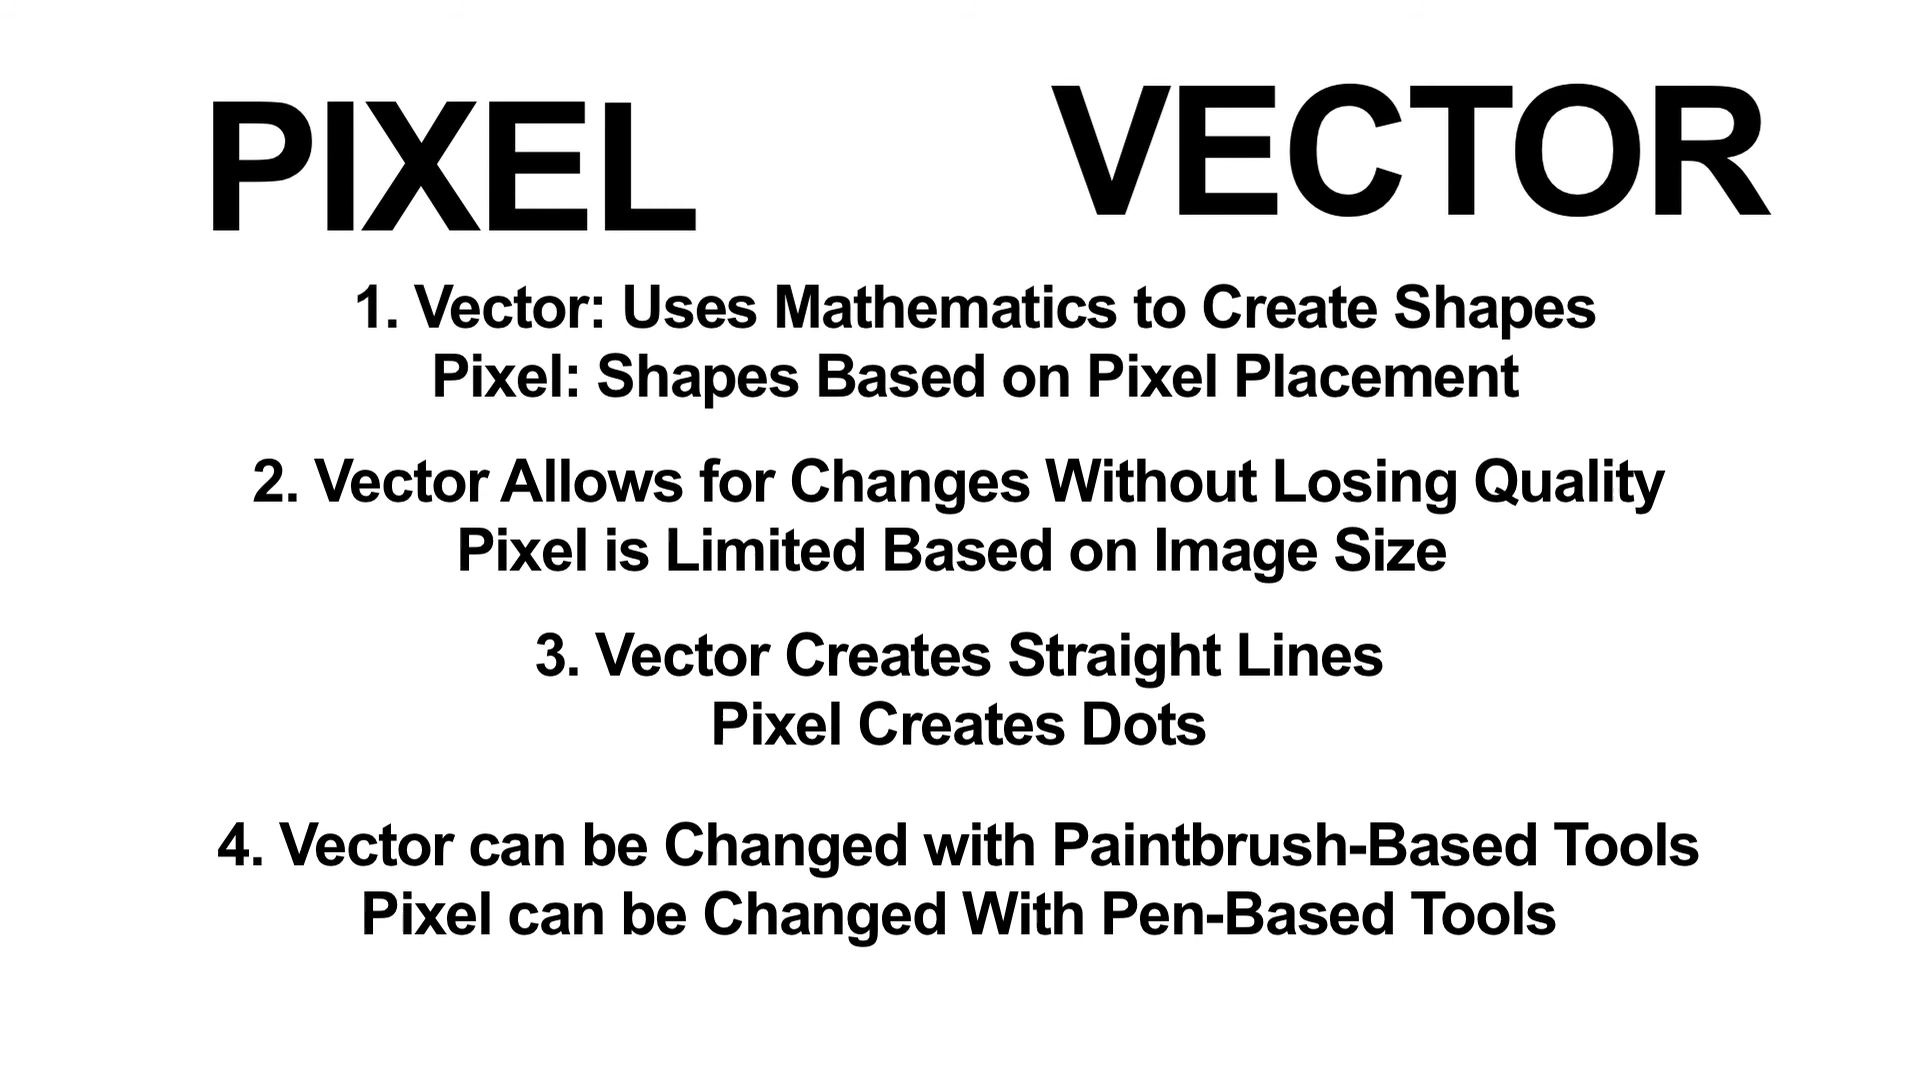 PIXEL
VECTOR
1. Vector: Uses Mathematics to Create Shapes
Pixel: Shapes Based on Pixel Placement
2. Vector Allows for Changes Without Losing Quality
Pixel is Limited Based on Image Size
3. Vector Creates Straight Lines
Pixel Creates Dots
4. Vector can be Changed with Paintbrush-Based Tools
Pixel can be Changed With Pen-Based Tools